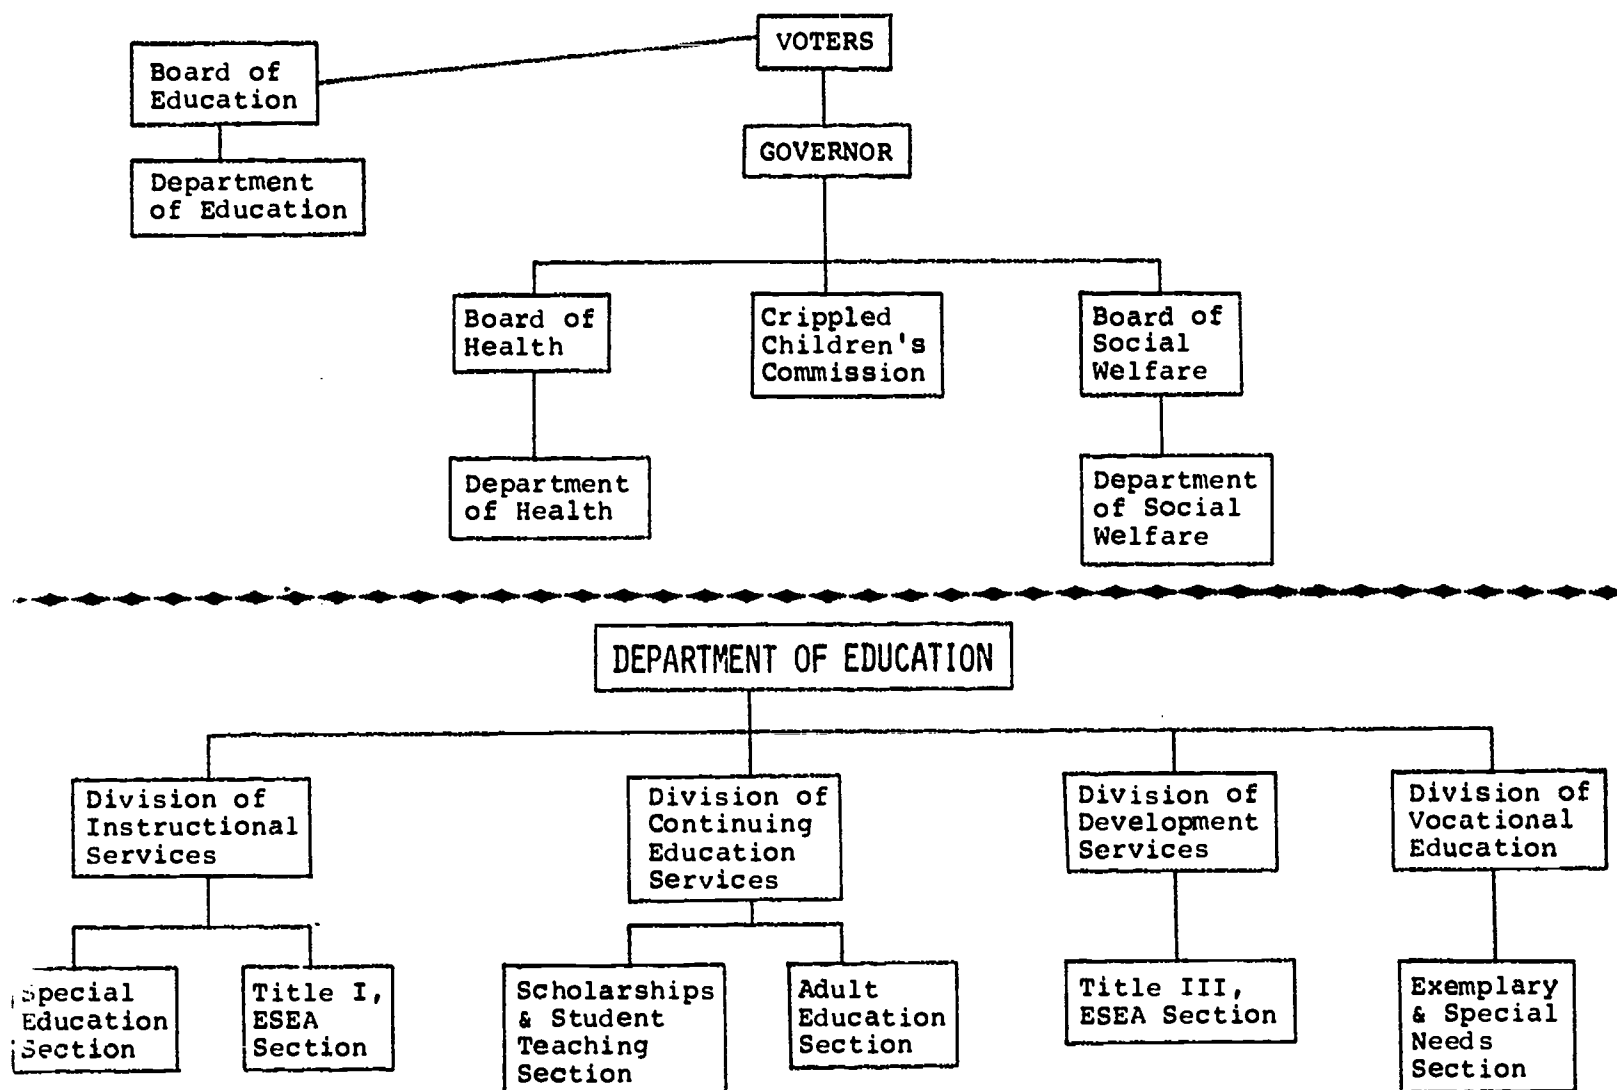 VOTERS
Board of
Education
GOVERNOR
Department
of Education
Board of
Health
Crippled
Children's
Commission
Board of
Social
Welfare
Department
of Health
Department
of Social
Welfare
DEPARTMENT OF EDUCATION
Division of
Instructional
Services
Division of
Continuing
Education
Services
Division of
Development
Services
Division of
Vocational
Education
Special
Education
Section
Title I,
ESEA
Section
Scholarships
& Student
Teaching
Section
Adult
Education
Section
Title III,
ESEA Section
Exemplary
& Special
Needs
Section